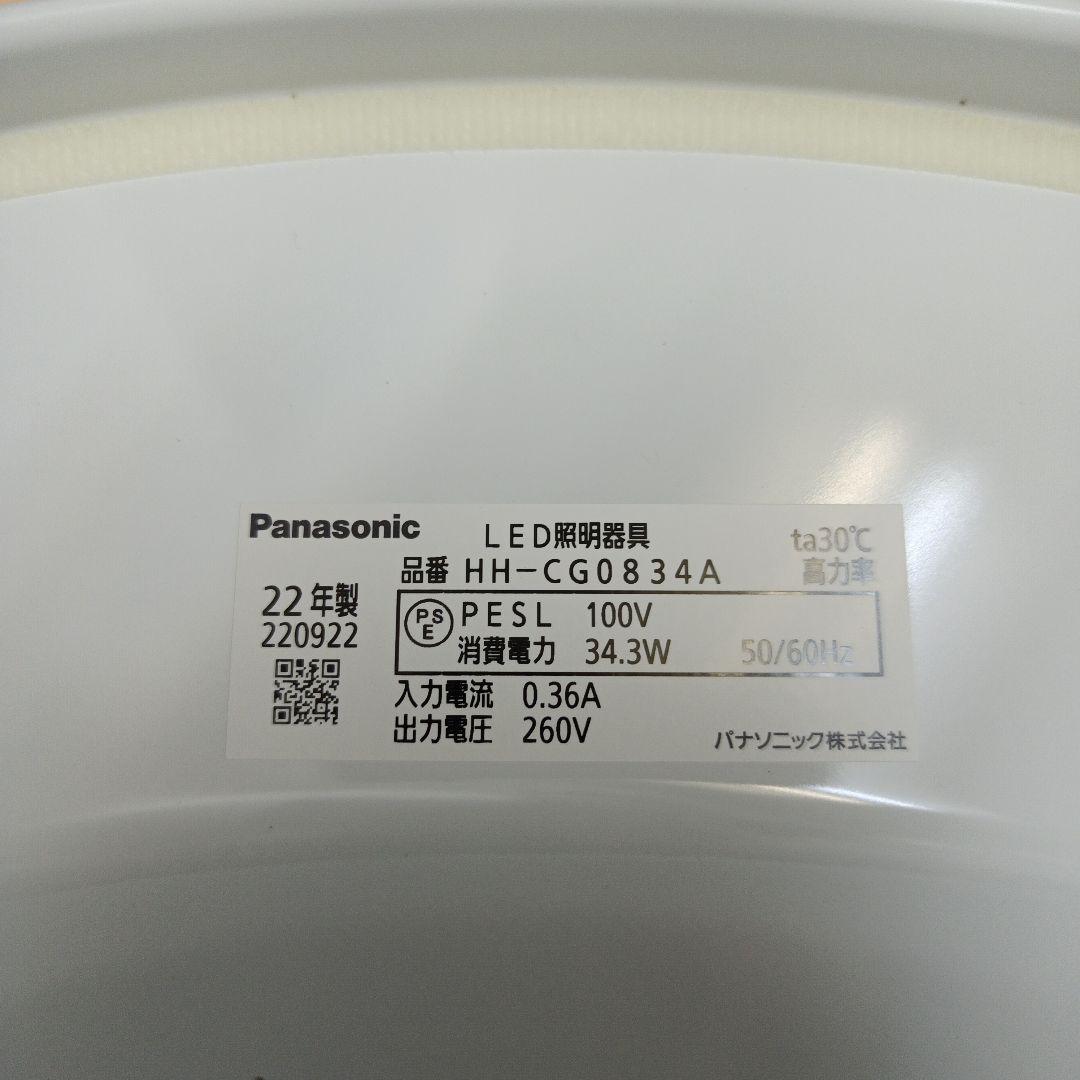 Panasonic
LED照明器具
ta30℃
品番 HH-CG0834A
高力率
22年製
220922
PSE
PESL 100V
消費電力 34.3W 50/60Hz
入力電流 0.36A
出力電圧 260V
パナソニック株式会社